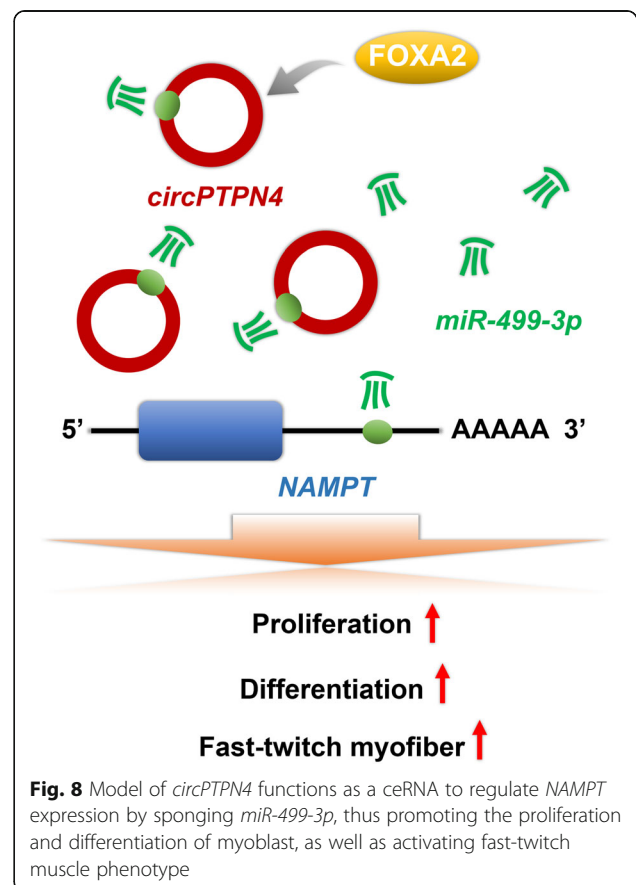 FOXA2
circPTPN4
miR-499-3p
5' AAAAA 3'
NAMPT
Proliferation
Differentiation
Fast-twitch myofiber
Fig. 8 Model of circPTPN4 functions as a ceRNA to regulate NAMPT
expression by sponging miR-499-3p, thus promoting the proliferation
and differentiation of myoblast, as well as activating fast-twitch
muscle phenotype